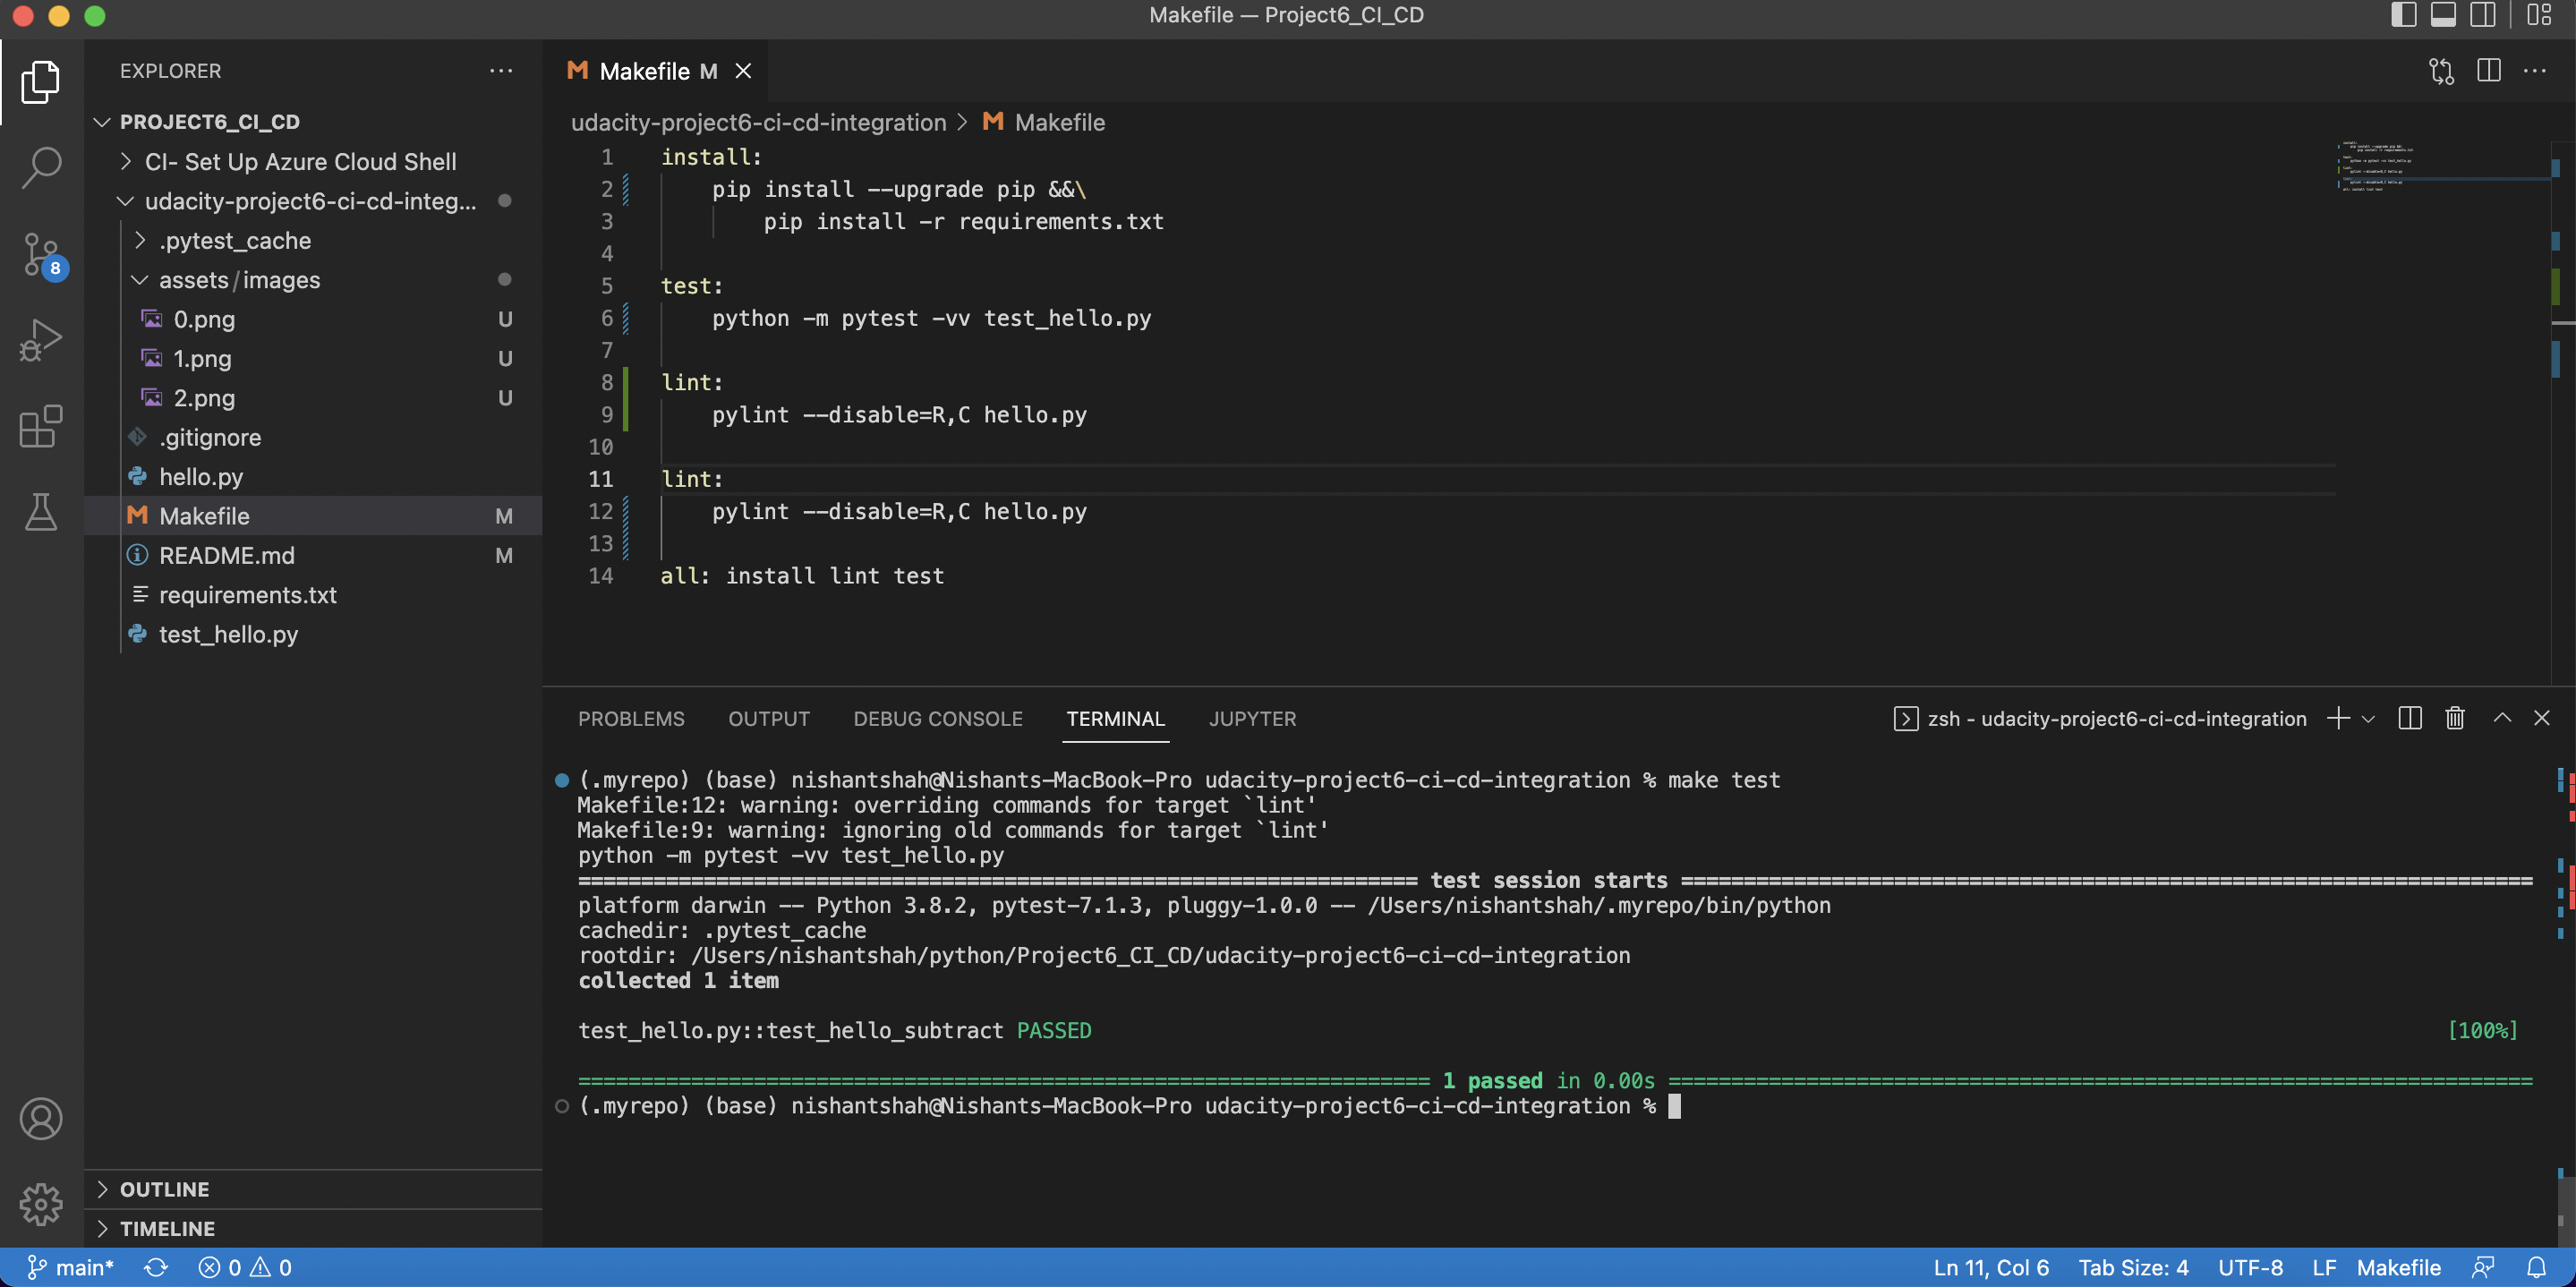 Makefile — Project6_CI_CD
EXPLORER
PROJECT6_CI_CD
CI- Set Up Azure Cloud Shell
udacity-project6-ci-cd-integ...
.pytest_cache
assets/images
0.png U
1.png U
2.png U
.gitignore
hello.py
Makefile M
README.md M
requirements.txt
test_hello.py
OUTLINE
TIMELINE
8
Makefile M
udacity-project6-ci-cd-integration > Makefile
1 install:
2 pip install --upgrade pip &&\
3 pip install -r requirements.txt
4
5 test:
6 python -m pytest -vv test_hello.py
7
8 lint:
9 pylint --disable=R,C hello.py
10
11 lint:
12 pylint --disable=R,C hello.py
13
14 all: install lint test
PROBLEMS OUTPUT DEBUG CONSOLE TERMINAL JUPYTER
zsh - udacity-project6-ci-cd-integration
(.myrepo) (base) nishantshah@Nishants-MacBook-Pro udacity-project6-ci-cd-integration % make test
Makefile:12: warning: overriding commands for target `lint'
Makefile:9: warning: ignoring old commands for target `lint'
python -m pytest -vv test_hello.py
=================================================================== test session starts ====================================================================
platform darwin -- Python 3.8.2, pytest-7.1.3, pluggy-1.0.0 -- /Users/nishantshah/.myrepo/bin/python
cachedir: .pytest_cache
rootdir: /Users/nishantshah/python/Project6_CI_CD/udacity-project6-ci-cd-integration
collected 1 item
test_hello.py::test_hello_subtract PASSED [100%]
==================================================================== 1 passed in 0.00s =====================================================================
(.myrepo) (base) nishantshah@Nishants-MacBook-Pro udacity-project6-ci-cd-integration %
main* 0 0 Ln 11, Col 6 Tab Size: 4 UTF-8 LF Makefile